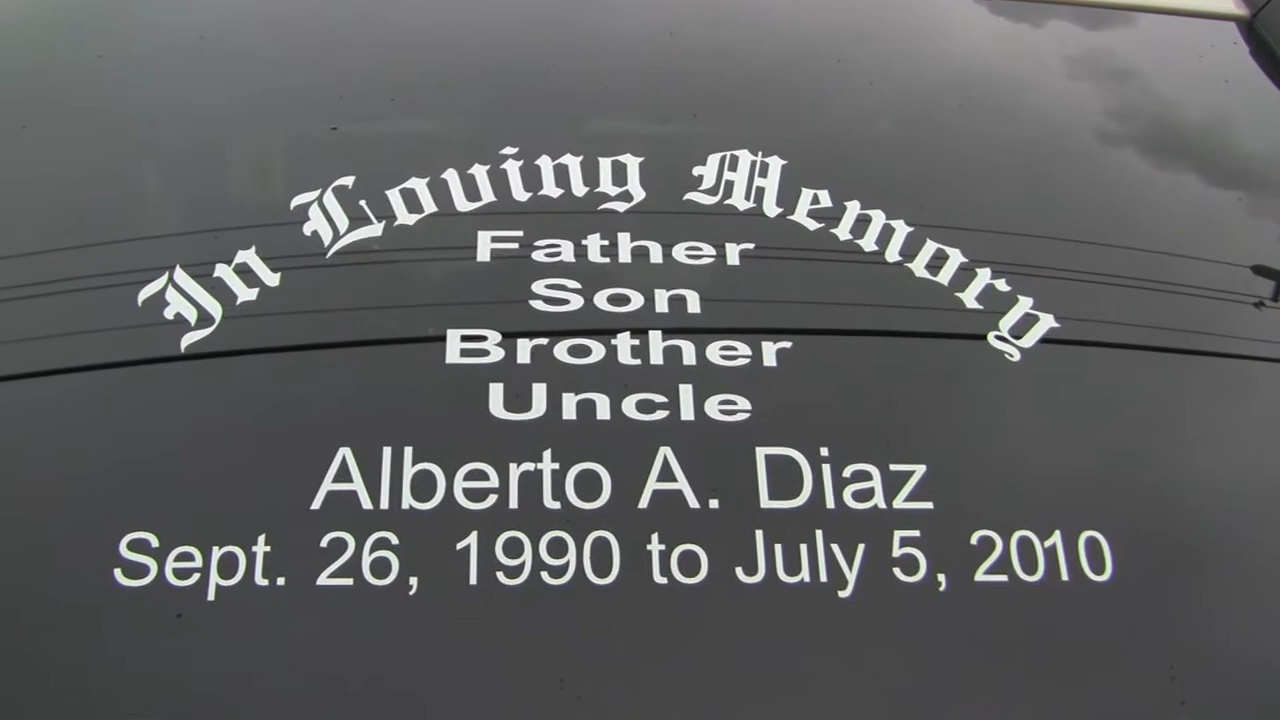 In Loving Memory
Father
Son
Brother
Uncle
Alberto A. Diaz
Sept. 26, 1990 to July 5, 2010